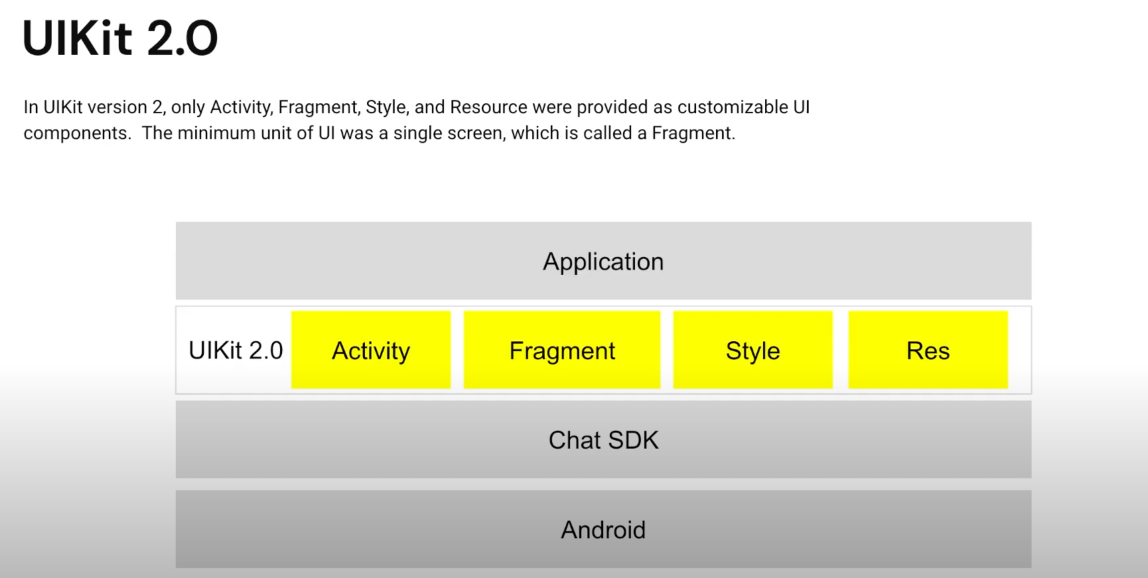 UIKit 2.0
In UIKit version 2, only Activity, Fragment, Style, and Resource were provided as customizable UI
components.  The minimum unit of UI was a single screen, which is called a Fragment.
Application
UIKit 2.0 Activity Fragment Style Res
Chat SDK
Android